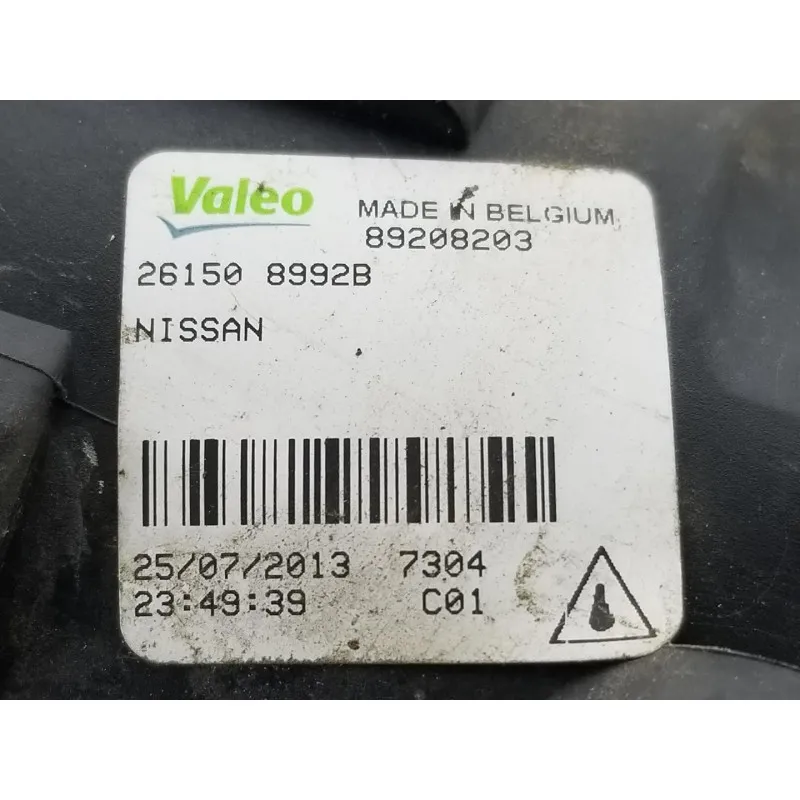 Valeo
MADE IN BELGIUM
89208203
26150 8992B
NISSAN
25/07/2013 7304
23:49:39 C01